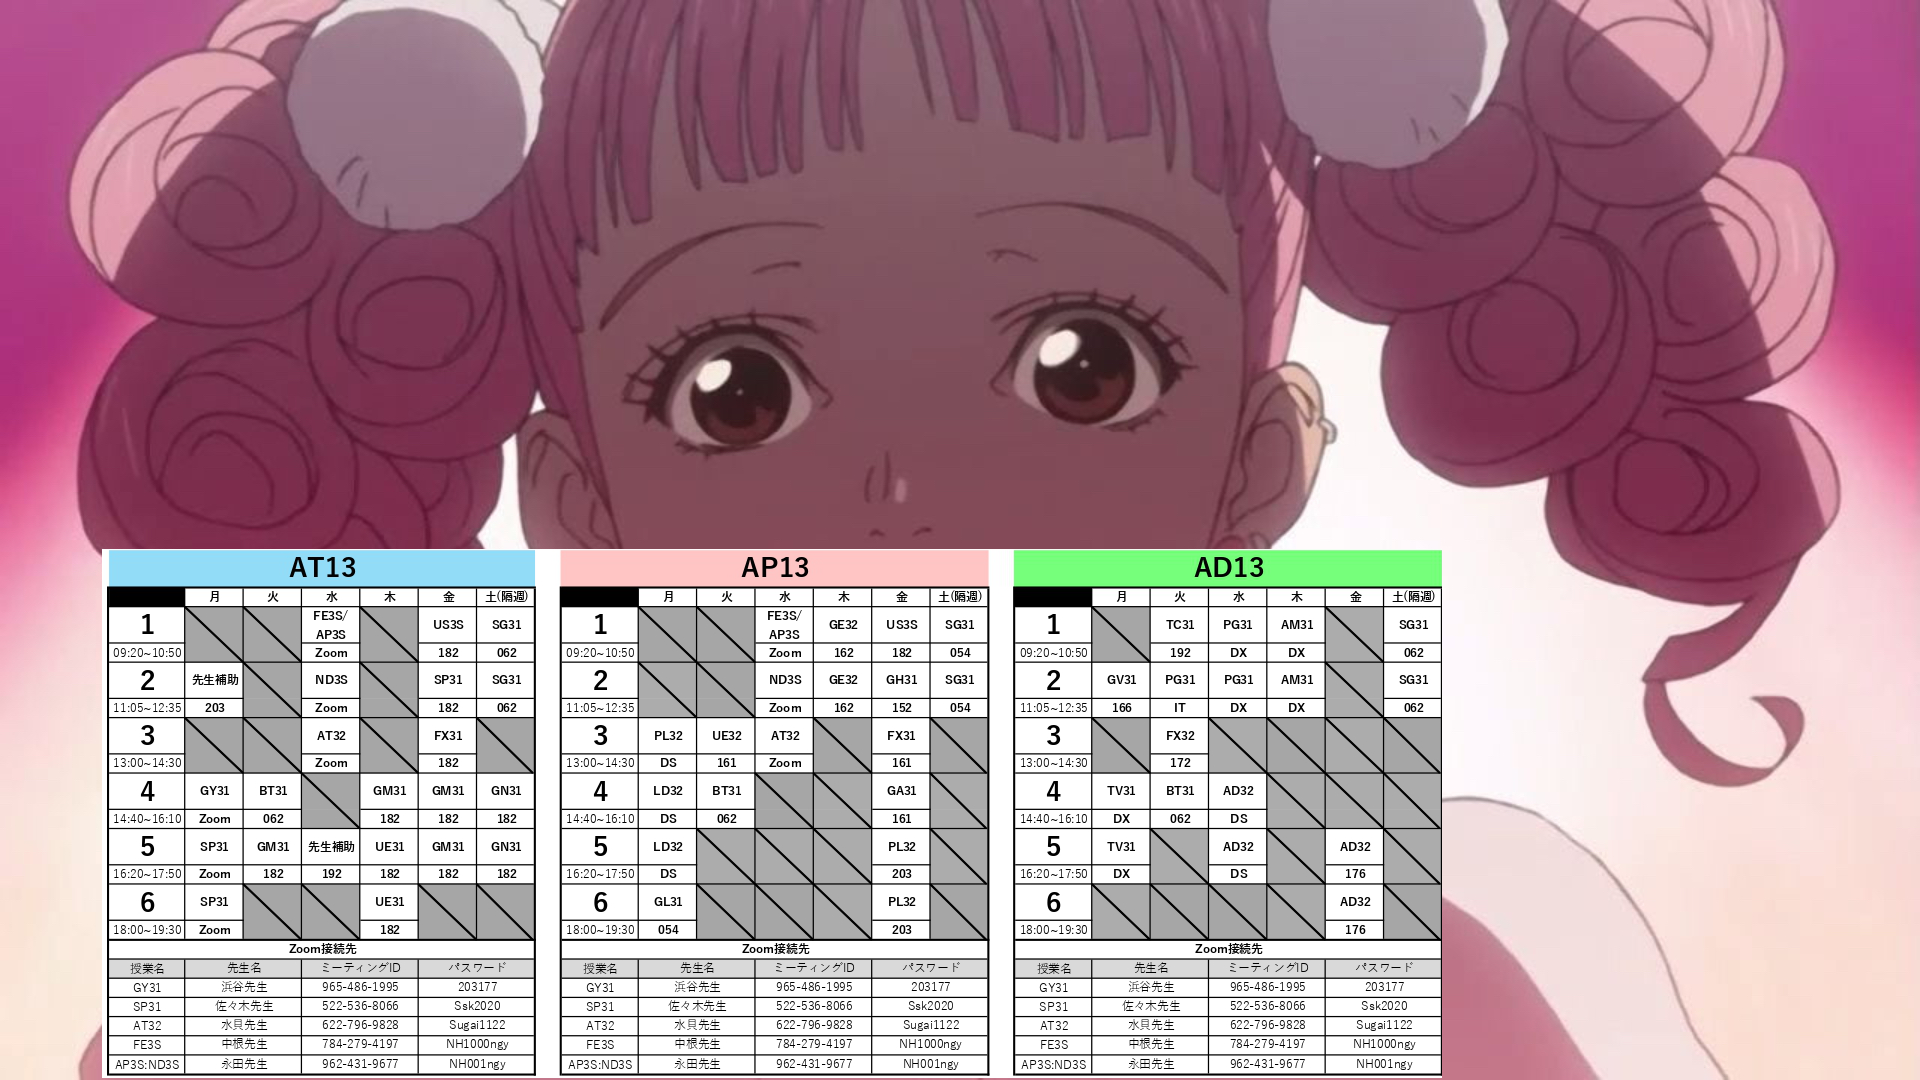 AT13
月 火 水 木 金 土(隔週)
1 FE3S/ US3S SG31
AP3S
09:20~10:50 Zoom 182 062
2 先生補助 ND3S SP31 SG31
11:05~12:35 203 Zoom 182 062
3 AT32 FX31
13:00~14:30 Zoom 182
4 GY31 BT31 GM31 GM31 GN31
14:40~16:10 Zoom 062 182 182 182
5 SP31 GM31 先生補助 UE31 GM31 GN31
16:20~17:50 Zoom 182 192 182 182 182
6 SP31 UE31
18:00~19:30 Zoom 182
Zoom接続先
授業名 先生名 ミーティングID パスワード
GY31 浜谷先生 965-486-1995 203177
SP31 佐々木先生 522-536-8066 Ssk2020
AT32 水貝先生 622-796-9828 Sugai1122
FE3S 中根先生 784-279-4197 NH1000ngy
AP3S:ND3S 永田先生 962-431-9677 NH001ngy
AP13
月 火 水 木 金 土(隔週)
1 FE3S/ GE32 US3S SG31
AP3S
09:20~10:50 Zoom 162 182 054
2 ND3S GE32 GH31 SG31
11:05~12:35 Zoom 162 152 054
3 PL32 UE32 AT32 FX31
13:00~14:30 DS 161 Zoom 161
4 LD32 BT31 GA31
14:40~16:10 DS 062 161
5 LD32 PL32
16:20~17:50 DS 203
6 GL31 PL32
18:00~19:30 054 203
Zoom接続先
授業名 先生名 ミーティングID パスワード
GY31 浜谷先生 965-486-1995 203177
SP31 佐々木先生 522-536-8066 Ssk2020
AT32 水貝先生 622-796-9828 Sugai1122
FE3S 中根先生 784-279-4197 NH1000ngy
AP3S:ND3S 永田先生 962-431-9677 NH001ngy
AD13
月 火 水 木 金 土(隔週)
1 TC31 PG31 AM31 SG31
09:20~10:50 192 DX DX 062
2 GV31 PG31 PG31 AM31 SG31
11:05~12:35 166 IT DX DX 062
3 FX32
13:00~14:30 172
4 TV31 BT31 AD32
14:40~16:10 DX 062 DS
5 TV31 AD32 AD32
16:20~17:50 DX DS 176
6 AD32
18:00~19:30 176
Zoom接続先
授業名 先生名 ミーティングID パスワード
GY31 浜谷先生 965-486-1995 203177
SP31 佐々木先生 522-536-8066 Ssk2020
AT32 水貝先生 622-796-9828 Sugai1122
FE3S 中根先生 784-279-4197 NH1000ngy
AP3S:ND3S 永田先生 962-431-9677 NH001ngy